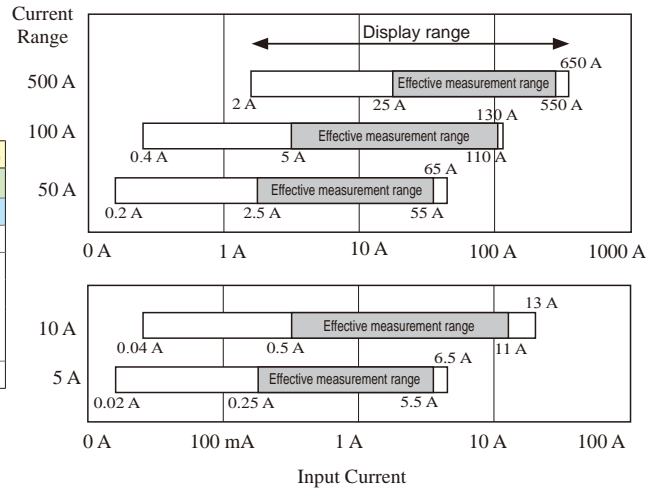 Current
Range
Display range
650 A
500 A
Effective measurement range
2 A
25 A
550 A
130 A
100 A
Effective measurement range
0.4 A
5 A
110 A
65 A
50 A
Effective measurement range
0.2 A
2.5 A
55 A
0 A
1 A
10 A
100 A
1000 A
13 A
10 A
Effective measurement range
0.04 A
0.5 A
11 A
6.5 A
5 A
Effective measurement range
0.02 A
0.25 A
5.5 A
0 A
100 mA
1 A
10 A
100 A
Input Current